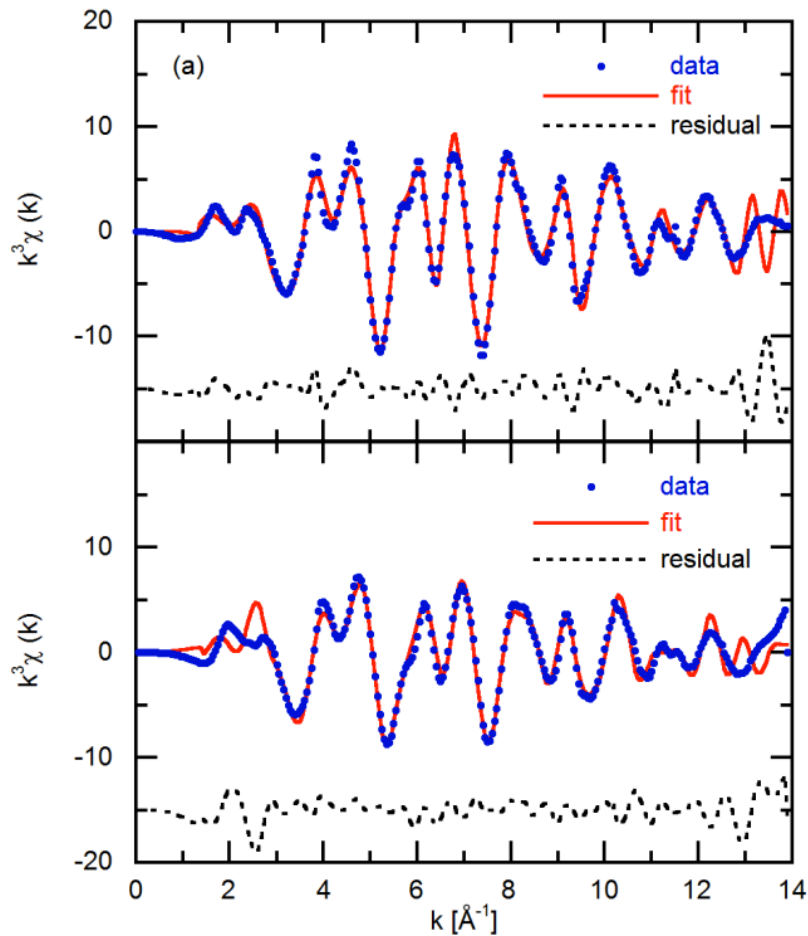 20
(a)
data
fit
residual
10
k³χ (k)
0
-10
data
fit
residual
10
k³χ (k)
0
-10
-20
0 2 4 6 8 10 12 14
k [Å⁻¹]